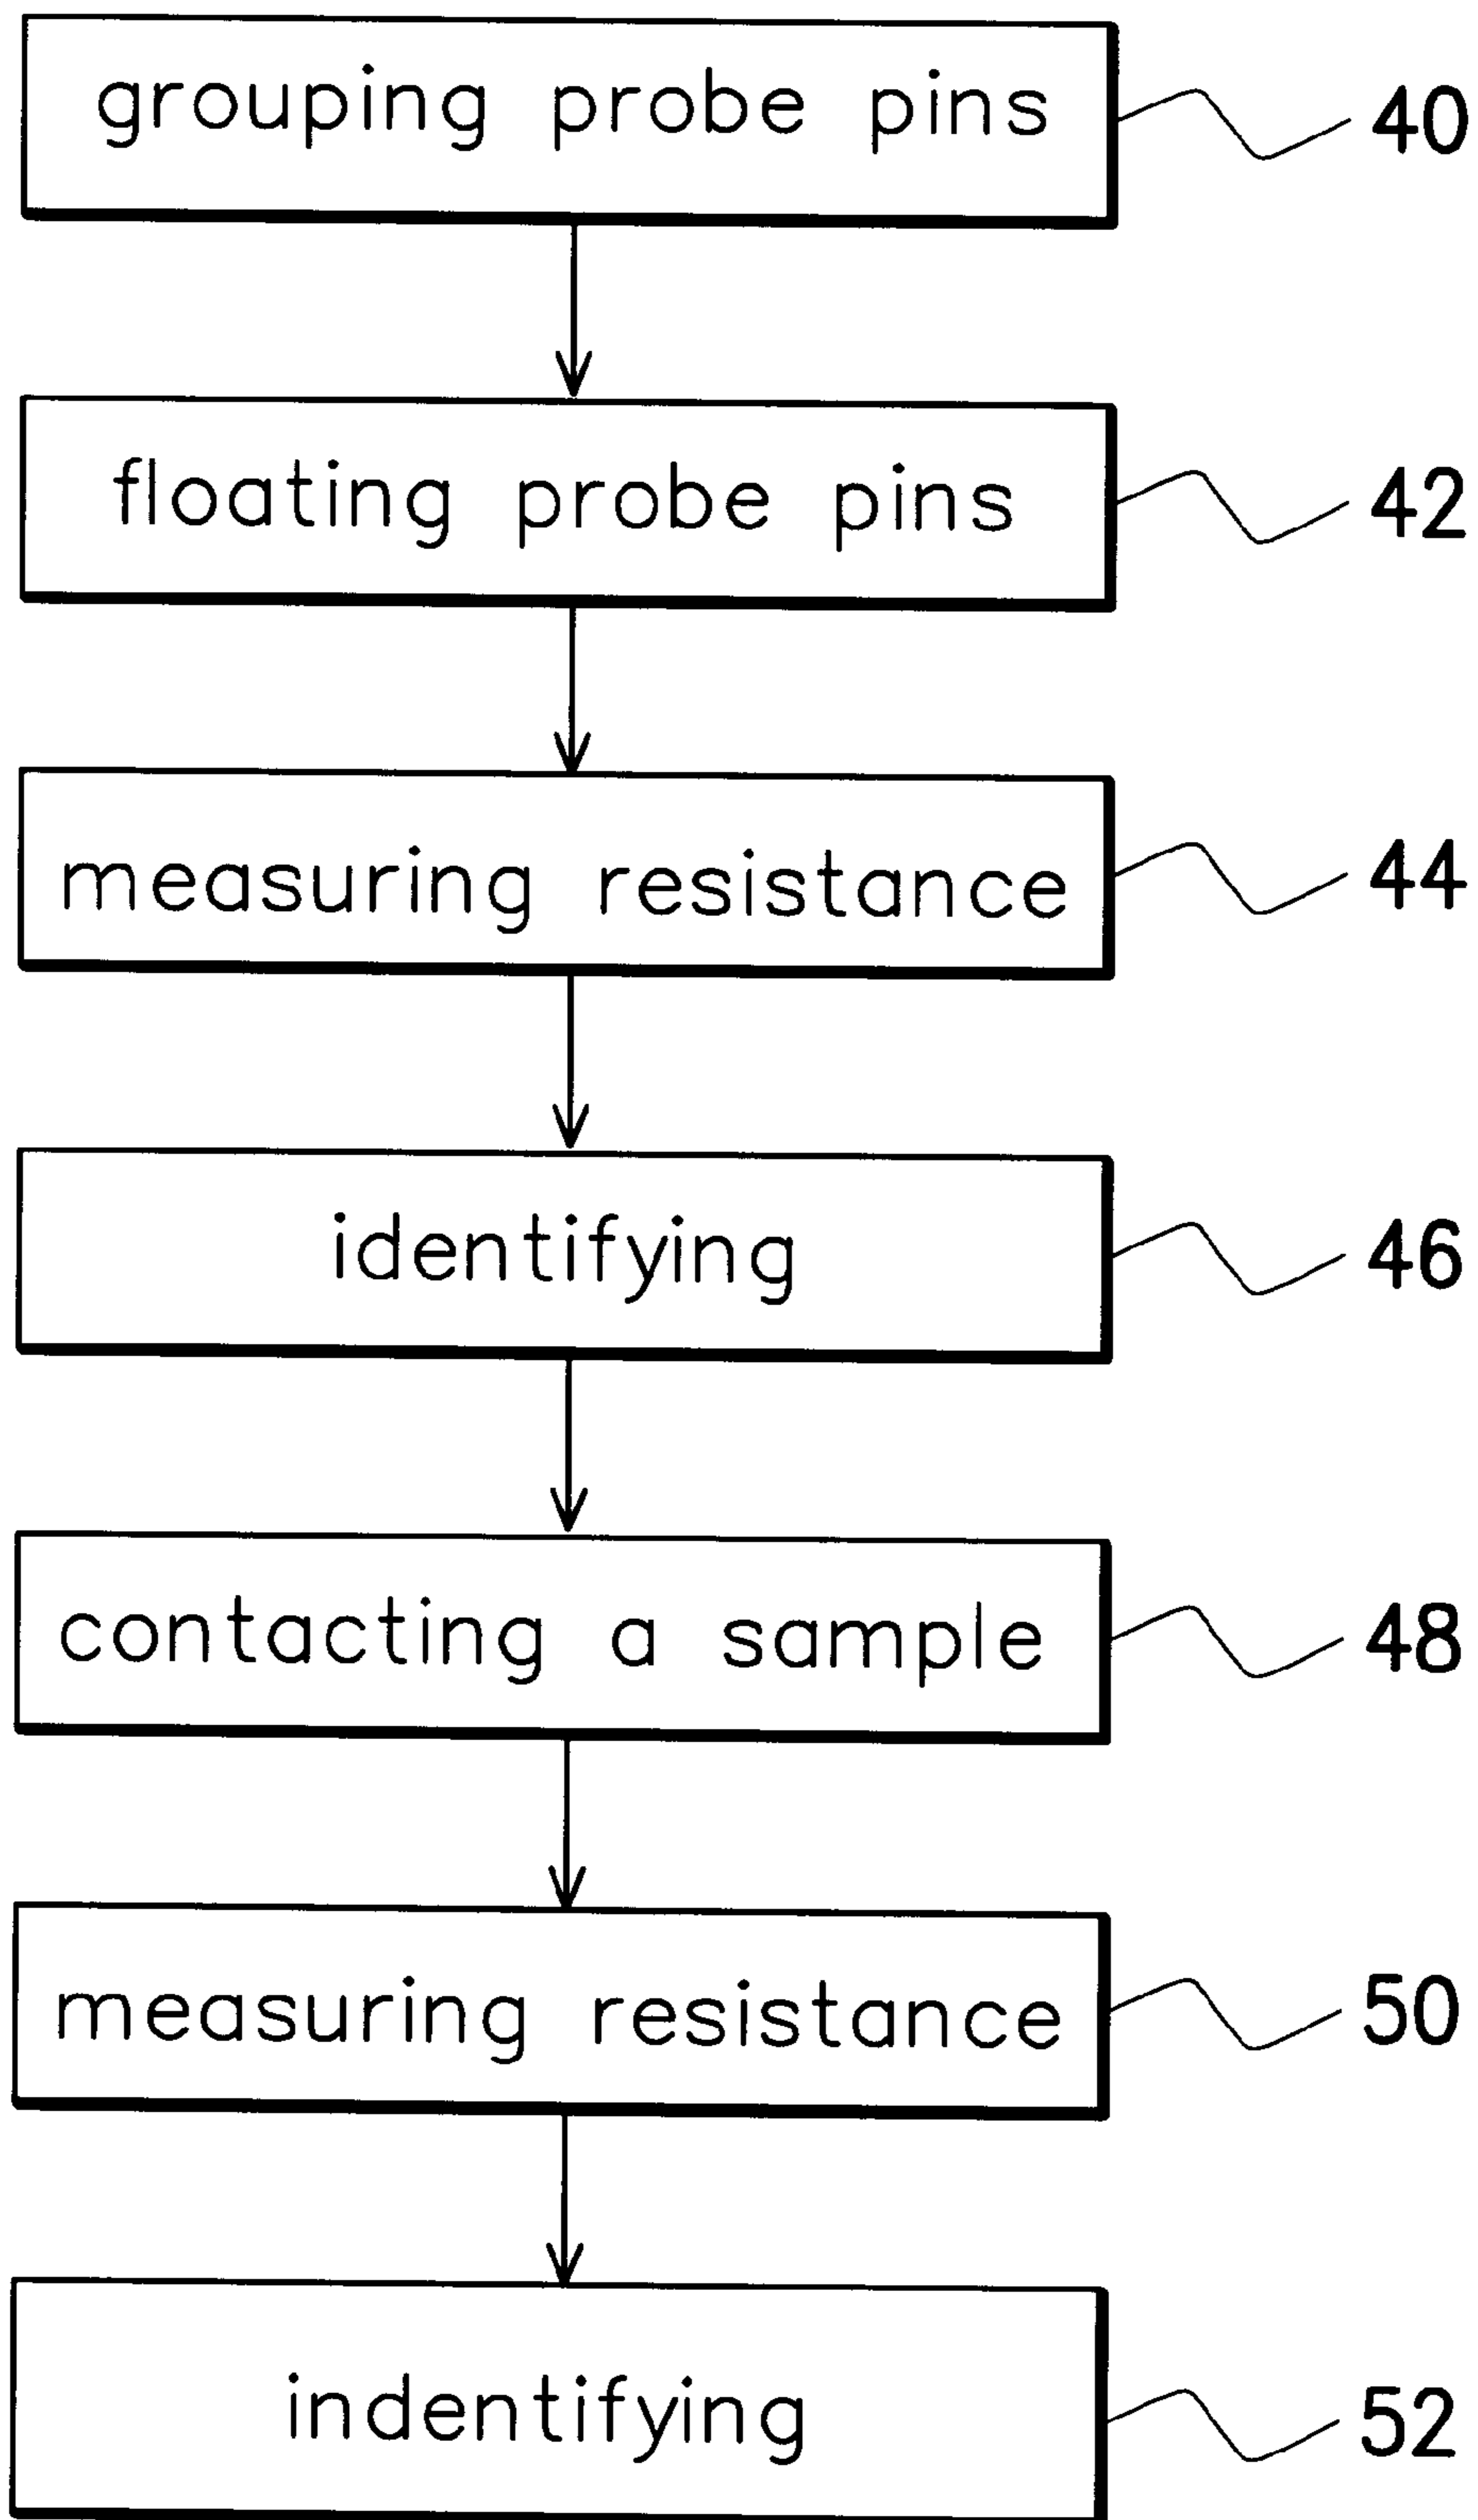 grouping probe pins 40
floating probe pins 42
measuring resistance 44
identifying 46
contacting a sample 48
measuring resistance 50
indentifying 52